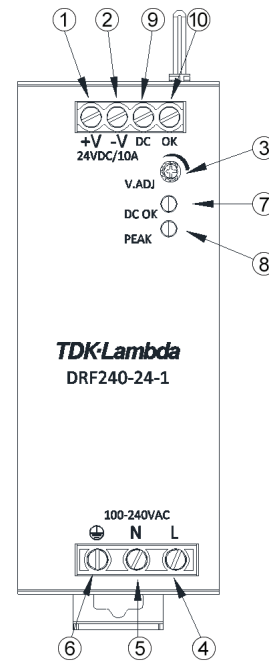 ① ② ⑨ ⑩
+V -V DC OK
24VDC/10A
③
V.ADJ
⑦
DC OK
⑧
PEAK
TDK·Lambda
DRF240-24-1
100-240VAC
N L
⑥ ⑤ ④